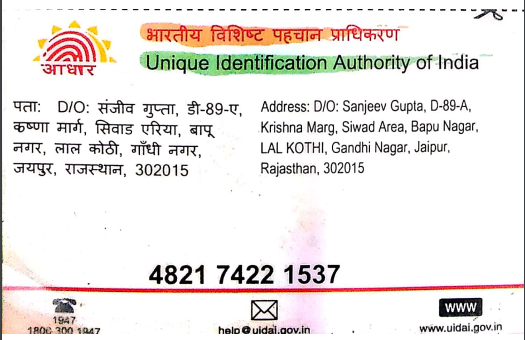 भारतीय विशिष्ट पहचान प्राधिकरण
Unique Identification Authority of India
आधार
पता: D/O: संजीव गुप्ता, डी-89-ए,
कृष्णा मार्ग, सिवाड एरिया, बापू
नगर, लाल कोठी, गाँधी नगर,
जयपुर, राजस्थान, 302015
Address: D/O: Sanjeev Gupta, D-89-A,
Krishna Marg, Siwad Area, Bapu Nagar,
LAL KOTHI, Gandhi Nagar, Jaipur,
Rajasthan, 302015
4821 7422 1537
1947
1800 300 1947
help@uidai.gov.in
www
www.uidai.gov.in